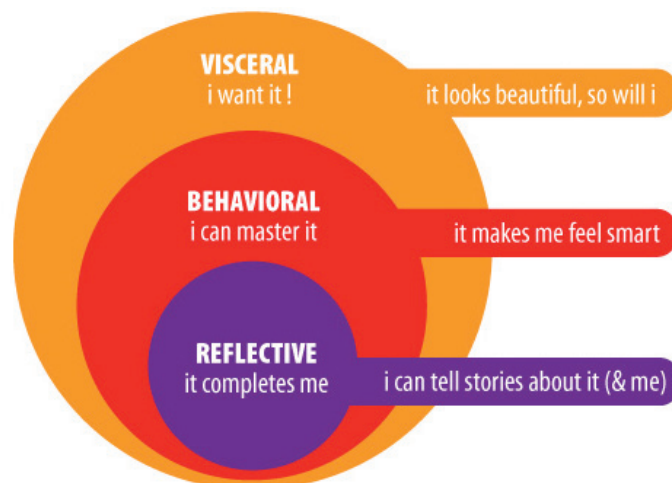 VISCERAL
i want it !
it looks beautiful, so will i
BEHAVIORAL
i can master it
it makes me feel smart
REFLECTIVE
it completes me
i can tell stories about it (& me)